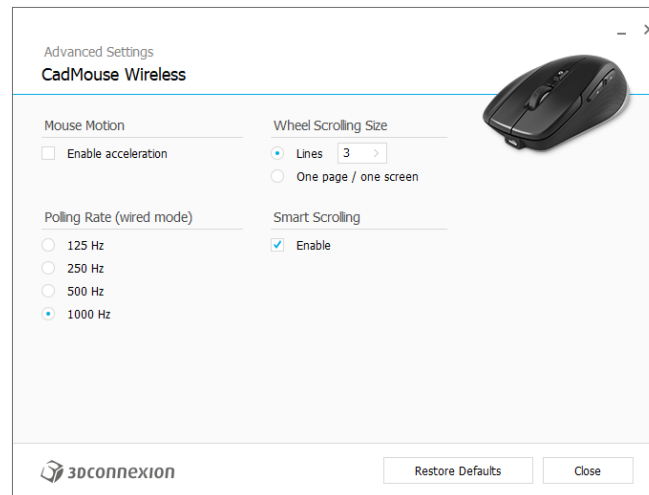 Advanced Settings
CadMouse Wireless
Mouse Motion
Enable acceleration
Wheel Scrolling Size
Lines 3
One page / one screen
Polling Rate (wired mode)
125 Hz
250 Hz
500 Hz
1000 Hz
Smart Scrolling
Enable
3Dconnexion
Restore Defaults
Close